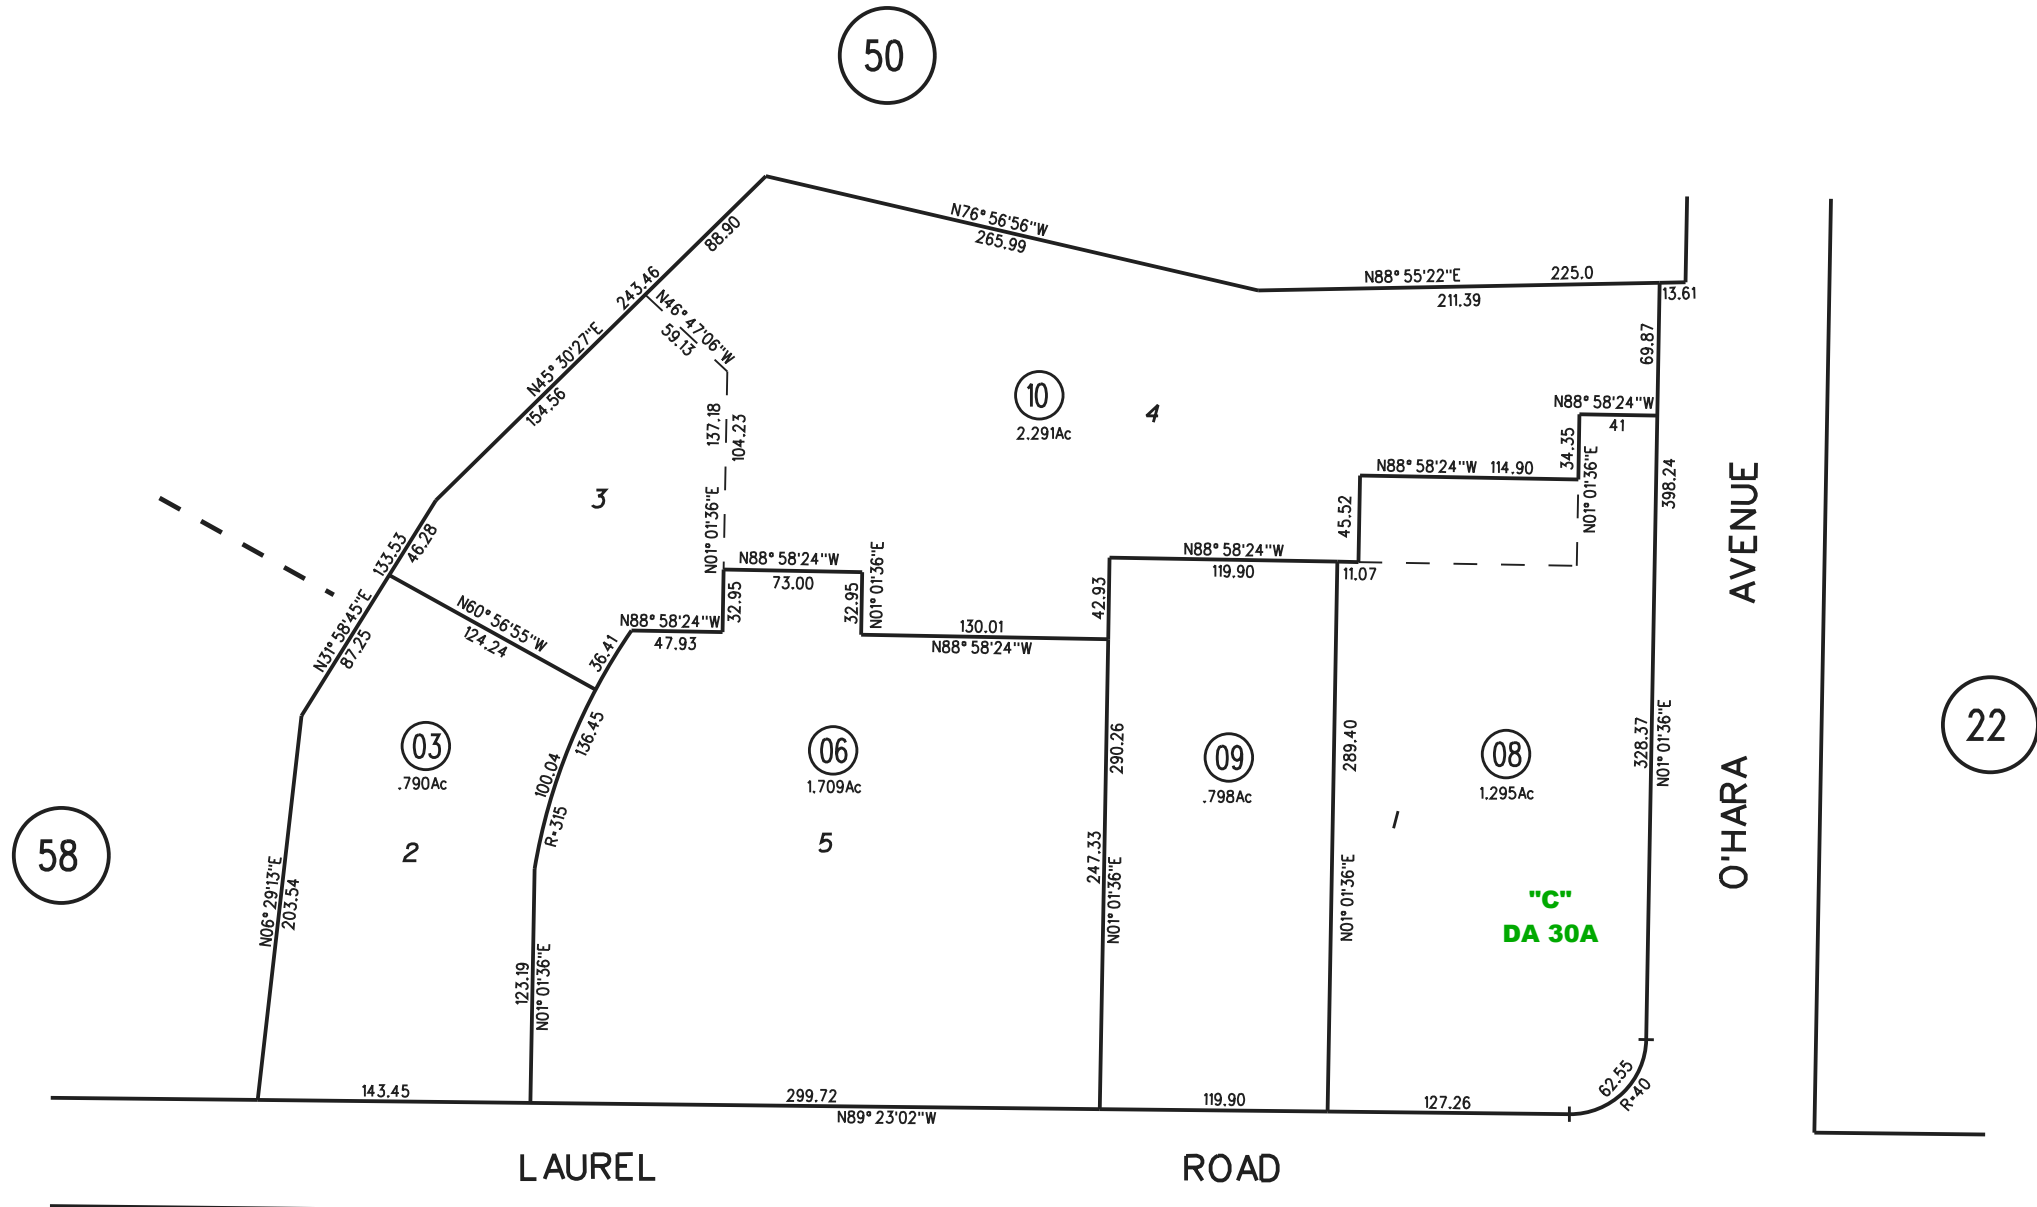 50
N76° 56'56"W
265.99
88.90
243.46
N45° 30'27"E
154.56
N46° 47'06"W
59.13
N88° 55'22"E
225.0
211.39
13.61
69.87
137.18
104.23
N01° 01'36"E
10
2.291Ac
4
3
N88° 58'24"W
41
34.35
N01° 01'36"E
N88° 58'24"W 114.90
45.52
398.24
AVENUE
133.53
46.28
N31° 58'45"E
87.25
N60° 56'55"W
124.24
36.41
N88° 58'24"W
47.93
32.95
N88° 58'24"W
73.00
32.95
N01° 01'36"E
130.01
N88° 58'24"W
42.93
N88° 58'24"W
119.90
11.07
03
.790Ac
2
136.45
100.04
R=315
06
1.709Ac
5
290.26
247.33
N01° 01'36"E
09
.798Ac
289.40
N01° 01'36"E
08
1.295Ac
1
328.37
N01° 01'36"E
O'HARA
22
58
N06° 29'13"E
203.54
123.19
N01° 01'36"E
"C"
DA 30A
62.55
R=40
143.45
299.72
N89° 23'02"W
119.90
127.26
LAUREL ROAD